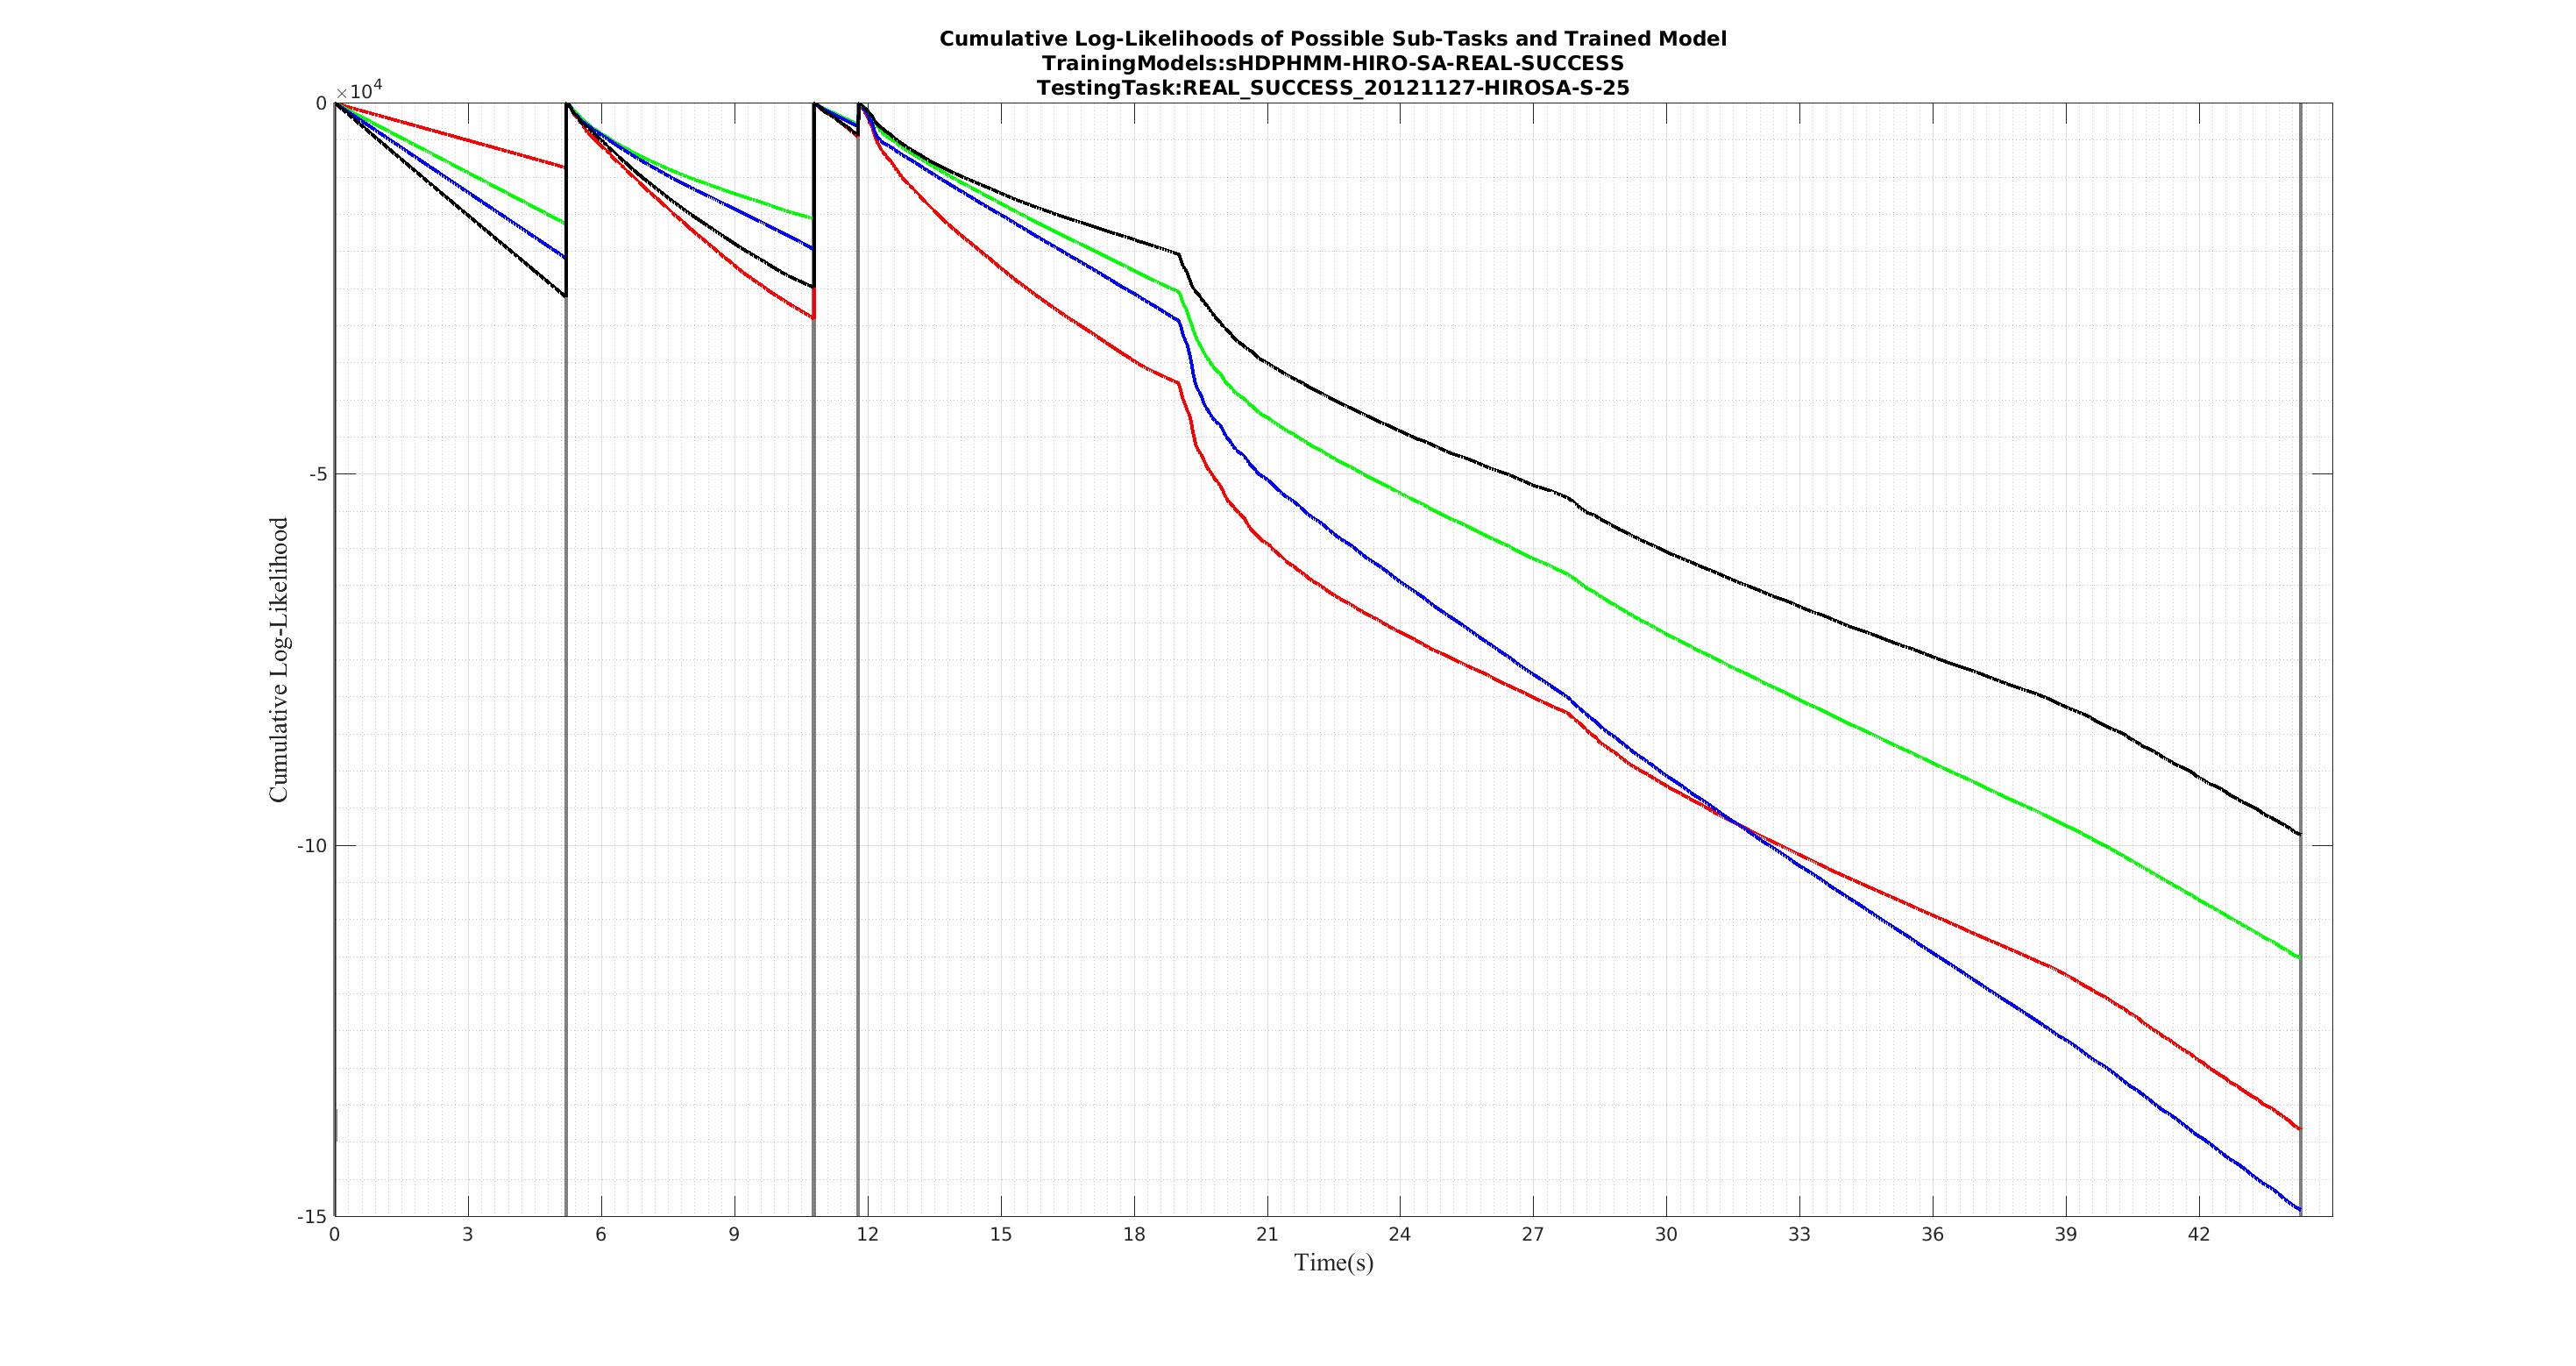 Cumulative Log-Likelihoods of Possible Sub-Tasks and Trained Model
TrainingModels:sHDPHMM-HIRO-SA-REAL-SUCCESS
TestingTask:REAL_SUCCESS_20121127-HIROSA-S-25
×10⁴
0
-5
-10
-15
Cumulative Log-Likelihood
0 3 6 9 12 15 18 21 24 27 30 33 36 39 42
Time(s)